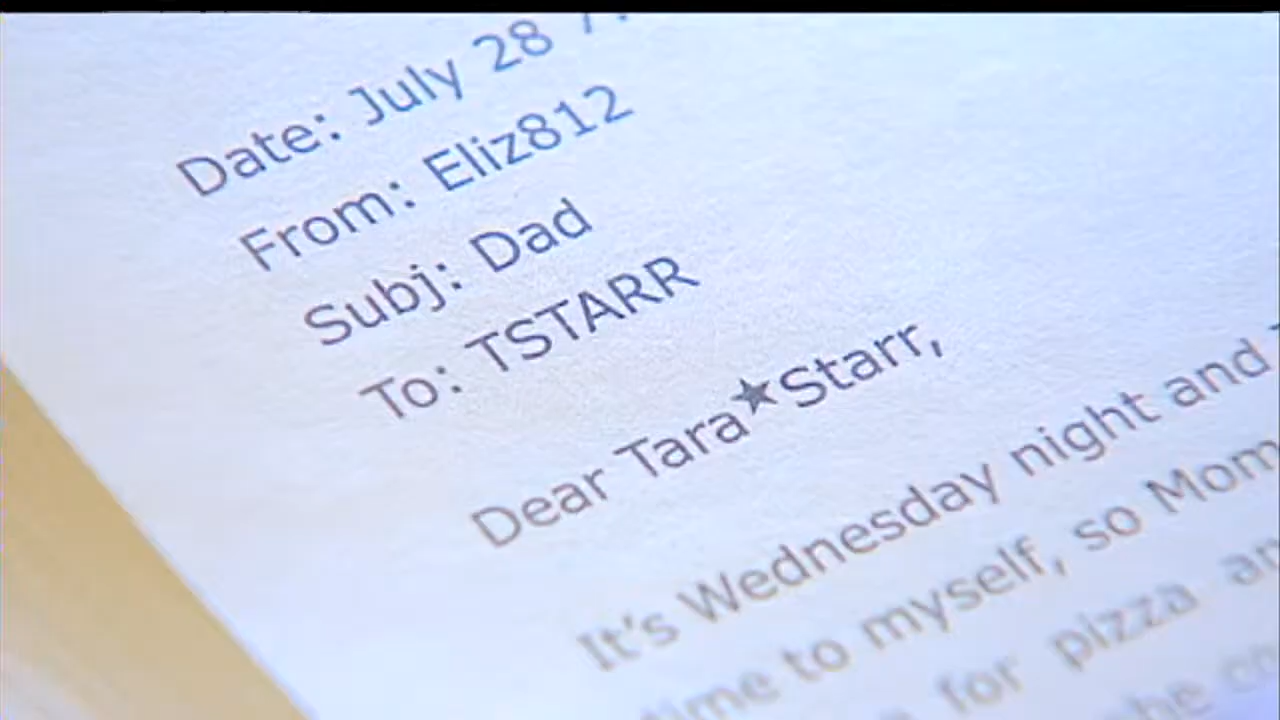 Date: July 28
From: Eliz812
Subj: Dad
To: TSTARR
Dear Tara★Starr,
It's Wednesday night and
time to myself, so Mom
for pizza